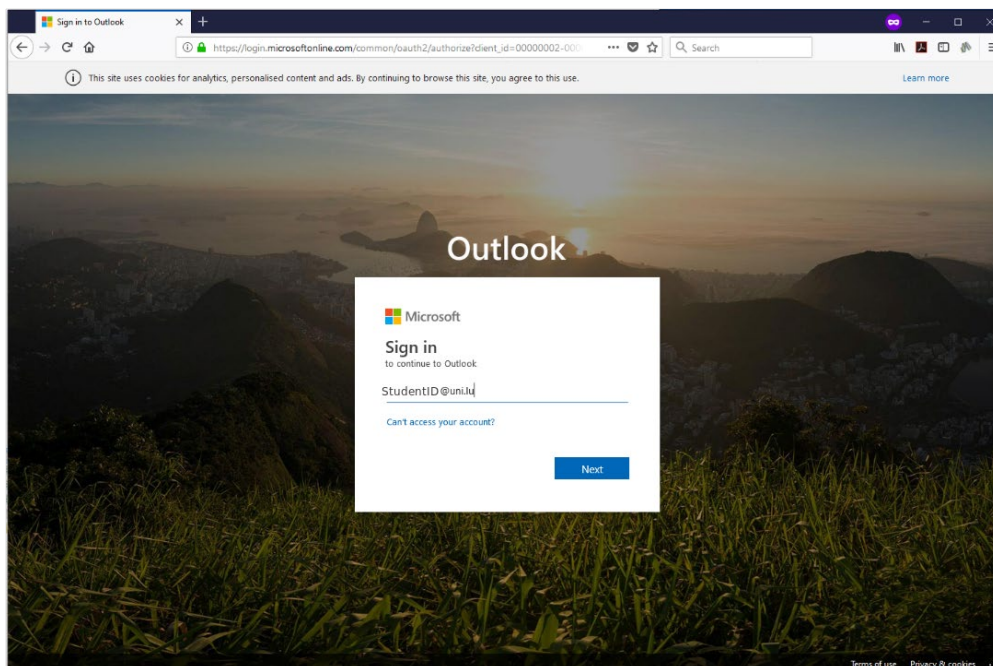 Sign in to Outlook
https://login.microsoftonline.com/common/oauth2/authorize?client_id=00000002-000
Search
This site uses cookies for analytics, personalised content and ads. By continuing to browse this site, you agree to this use.
Learn more
Outlook
Microsoft
Sign in
to continue to Outlook
StudentID@uni.lu
Can't access your account?
Next
Terms of use Privacy & cookies